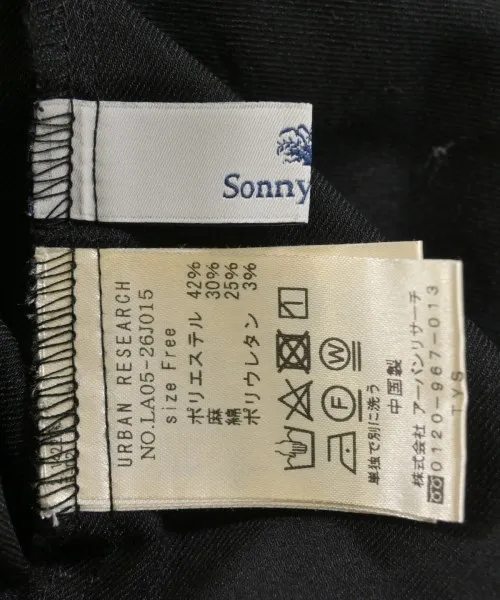 Sonny
URBAN RESEARCH
NO.LA05-26J015
size Free
ポリエステル 42%
麻 30%
綿 25%
ポリウレタン 3%
W
F
単独で別に洗う
中国製
株式会社 アーバンリサーチ
0120-967-013
TYS